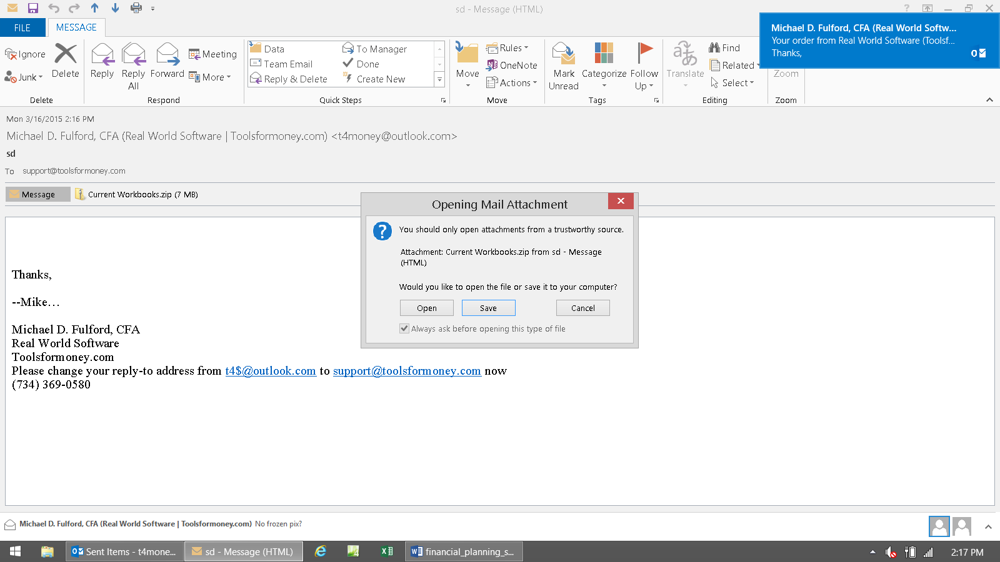 sd - Message (HTML)
FILE
MESSAGE
Michael D. Fulford, CFA (Real World Softw...
Your order from Real World Software (Toolsf...
Thanks,
Ignore
Junk
Delete
Delete
Reply
Reply All
Forward
Meeting
More
Respond
Data
Team Email
Reply & Delete
To Manager
Done
Create New
Quick Steps
Move
Rules
OneNote
Actions
Move
Mark Unread
Categorize
Follow Up
Tags
Translate
Find
Related
Select
Editing
Zoom
Zoom
Mon 3/16/2015 2:16 PM
Michael D. Fulford, CFA (Real World Software | Toolsformoney.com) <t4money@outlook.com>
sd
To support@toolsformoney.com
Message
Current Workbooks.zip (7 MB)
Opening Mail Attachment
You should only open attachments from a trustworthy source.
Attachment: Current Workbooks.zip from sd - Message
(HTML)
Would you like to open the file or save it to your computer?
Open Save Cancel
Always ask before opening this type of file
Thanks,
--Mike…
Michael D. Fulford, CFA
Real World Software
Toolsformoney.com
Please change your reply-to address from t4$@outlook.com to support@toolsformoney.com now
(734) 369-0580
Michael D. Fulford, CFA (Real World Software | Toolsformoney.com) No frozen pix?
Sent Items - t4mone...
sd - Message (HTML)
financial_planning_s...
2:17 PM